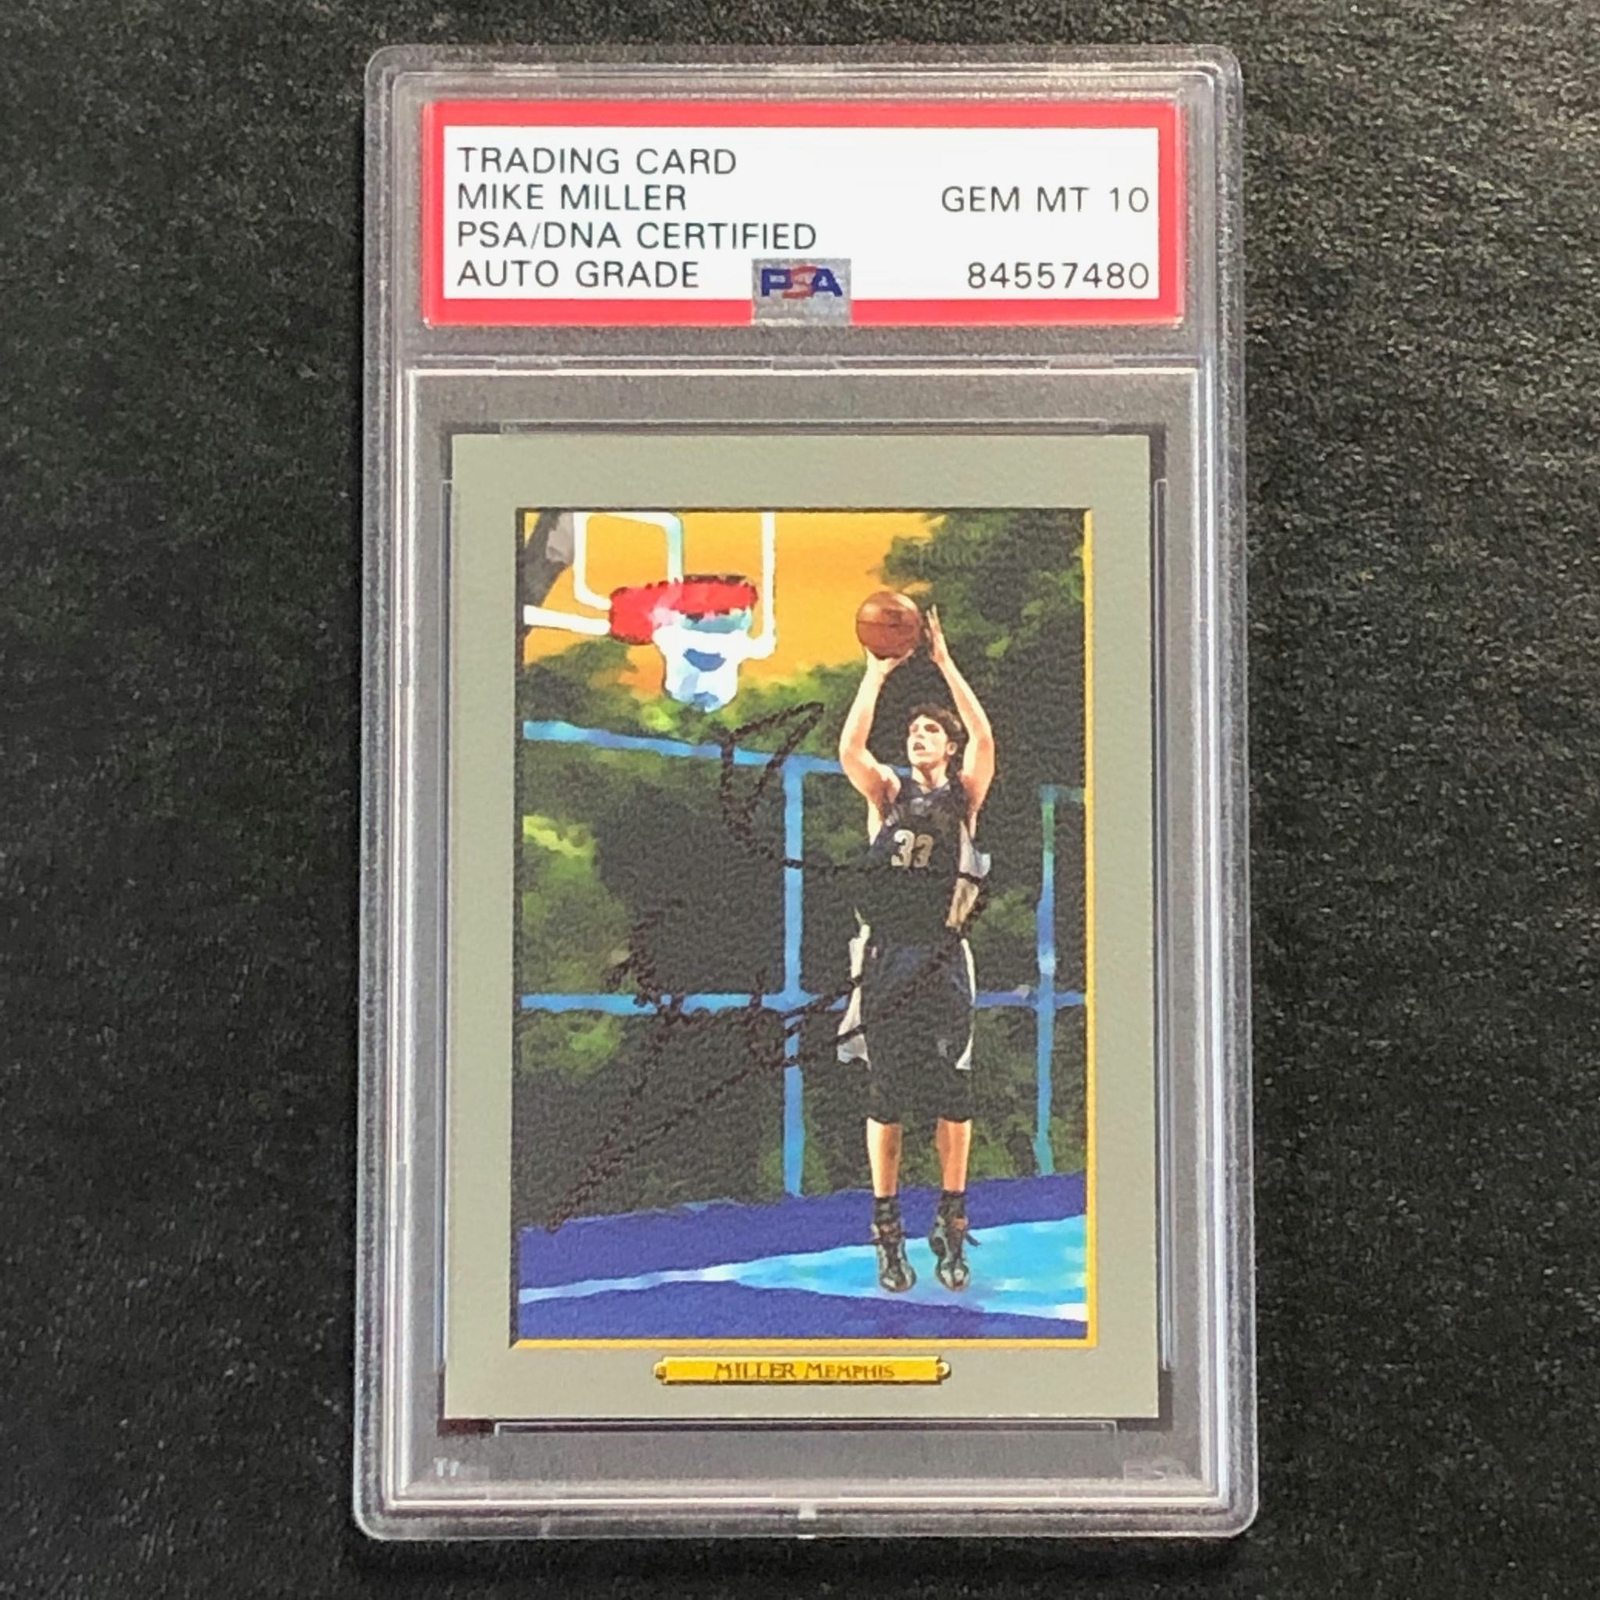 TRADING CARD
MIKE MILLER GEM MT 10
PSA/DNA CERTIFIED
AUTO GRADE PSA 84557480
33
MILLER MEMPHIS